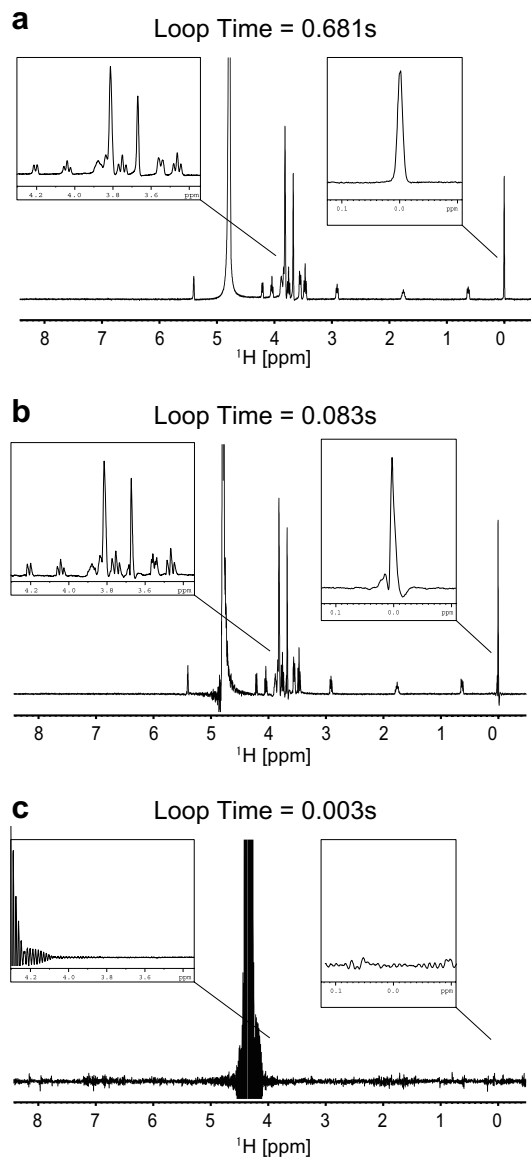 a
Loop Time = 0.681s
4.2 4.0 3.8 3.6 ppm
0.1 0.0 ppm
8 7 6 5 4 3 2 1 0
¹H [ppm]
b
Loop Time = 0.083s
4.2 4.0 3.8 3.6 ppm
0.1 0.0 ppm
8 7 6 5 4 3 2 1 0
¹H [ppm]
c
Loop Time = 0.003s
4.2 4.0 3.8 3.6 ppm
0.1 0.0 ppm
8 7 6 5 4 3 2 1 0
¹H [ppm]